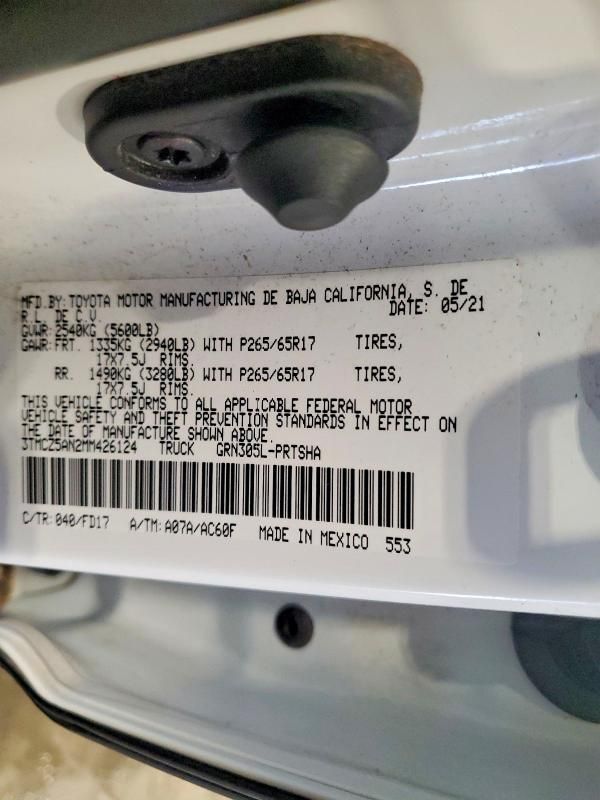 MFD.BY: TOYOTA MOTOR MANUFACTURING DE BAJA CALIFORNIA, S. DE
R.L. DE C.V. DATE: 05/21
GVWR: 2540KG (5600LB)
GAWR: FRT. 1335KG (2940LB) WITH P265/65R17 TIRES,
17X7.5J RIMS.
RR. 1490KG (3280LB) WITH P265/65R17 TIRES,
17X7.5J RIMS.
THIS VEHICLE CONFORMS TO ALL APPLICABLE FEDERAL MOTOR
VEHICLE SAFETY AND THEFT PREVENTION STANDARDS IN EFFECT ON
THE DATE OF MANUFACTURE SHOWN ABOVE.
3TMCZ5AN2MM426124 TRUCK GRN305L-PRTSHA
C/TR: 040/FD17 A/TM: A07A/AC60F MADE IN MEXICO 553